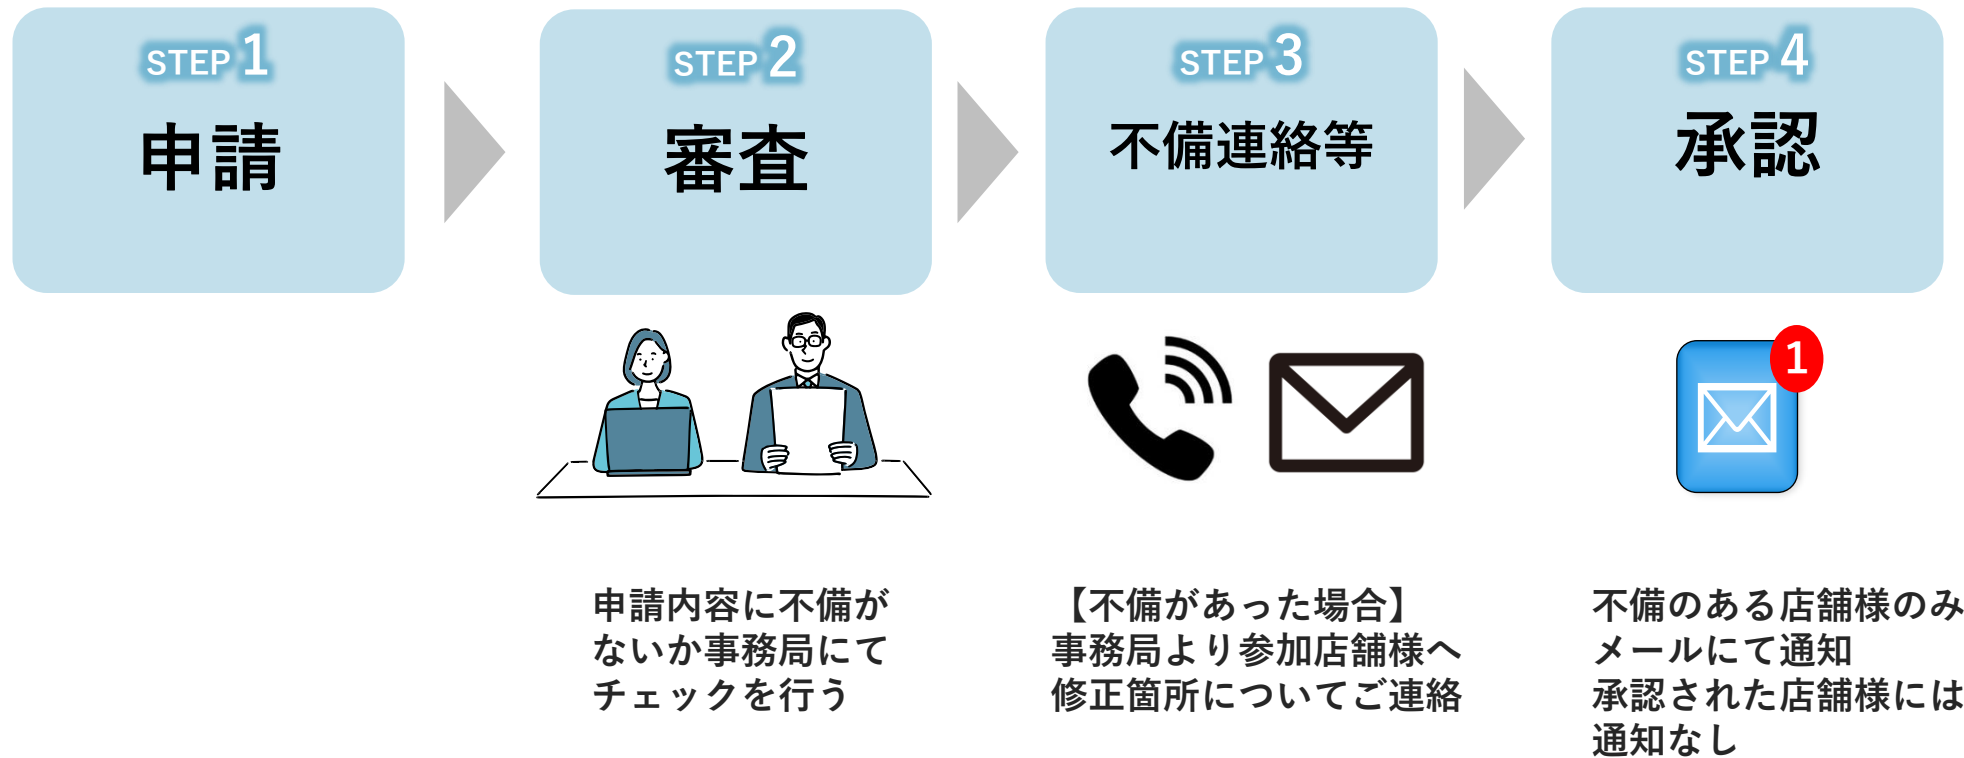 STEP 1
申請
STEP 2
審査
STEP 3
不備連絡等
STEP 4
承認
1
申請内容に不備が
ないか事務局にて
チェックを行う
【不備があった場合】
事務局より参加店舗様へ
修正箇所についてご連絡
不備のある店舗様のみ
メールにて通知
承認された店舗様には
通知なし